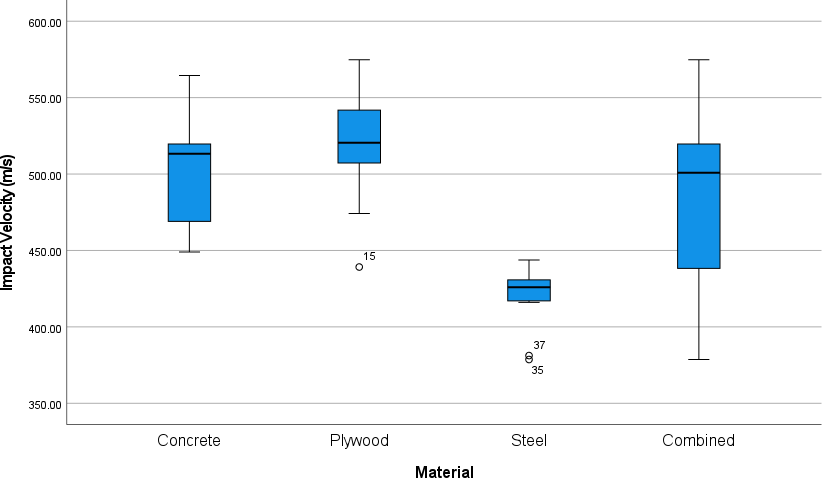 600.00
550.00
500.00
450.00
400.00
350.00
Impact Velocity (m/s)
15
37
35
Concrete
Plywood
Steel
Combined
Material